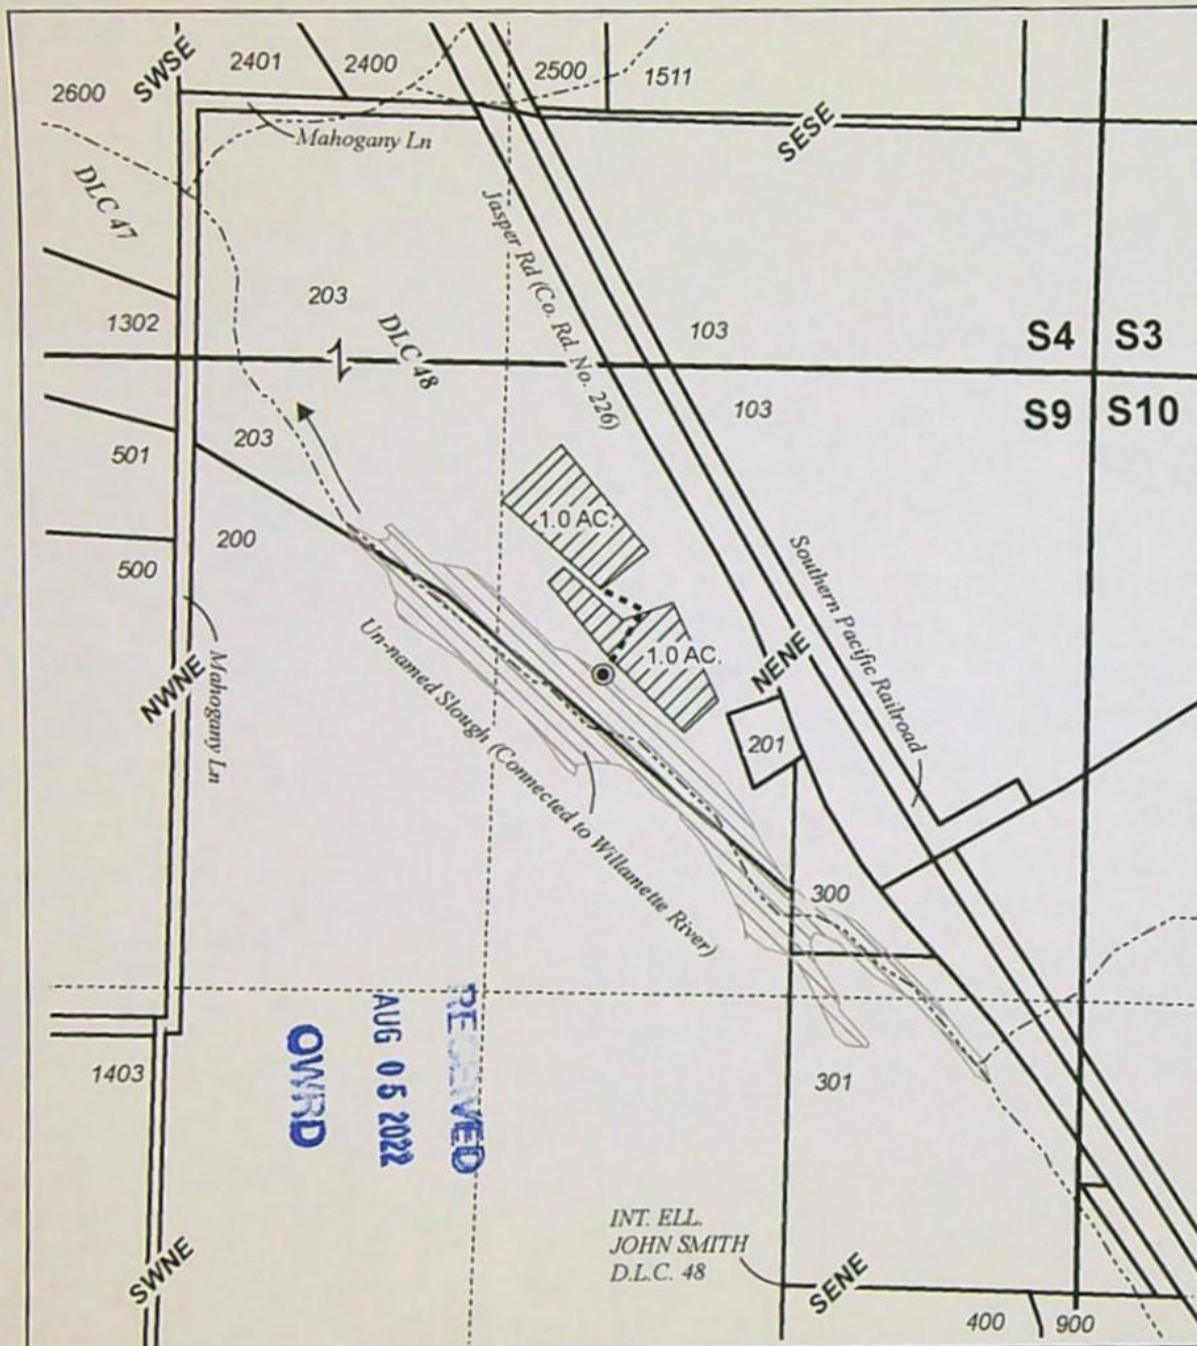 SWSE
2401
2400
2500
1511
2600
Mahogany Ln
SESE
DLC 47
Jasper Rd (Co. Rd. No. 226)
203
DLC 48
1302
103
S4 S3
103
S9 S10
203
501
1.0 AC.
200
500
Southern Pacific Railroad
Un-named Slough (Connected to Willamette River)
NENE
1.0 AC.
NWNE
Mahogany Ln
201
300
RECEIVED
AUG 05 2022
OWRD
1403
301
INT. ELL.
JOHN SMITH
D.L.C. 48
SWNE
SENE
400
900